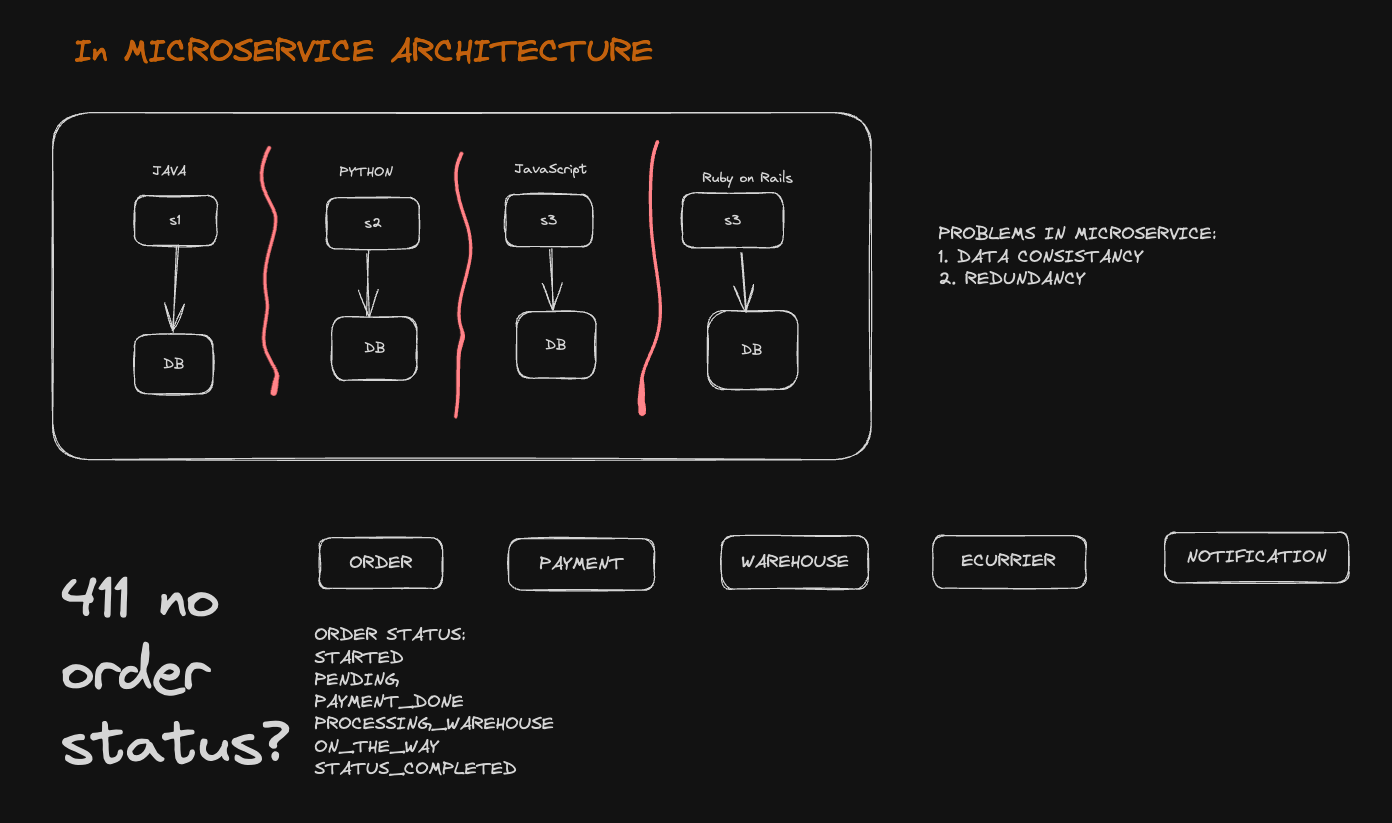 In MICROSERVICE ARCHITECTURE
JAVA
PYTHON
JavaScript
Ruby on Rails
s1
s2
s3
s3
DB
DB
DB
DB
PROBLEMS IN MICROSERVICE:
1. DATA CONSISTANCY
2. REDUNDANCY
ORDER
PAYMENT
WAREHOUSE
ECURRIER
NOTIFICATION
411 no
order
status?
ORDER STATUS:
STARTED
PENDING
PAYMENT_DONE
PROCESSING_WAREHOUSE
ON_THE_WAY
STATUS_COMPLETED